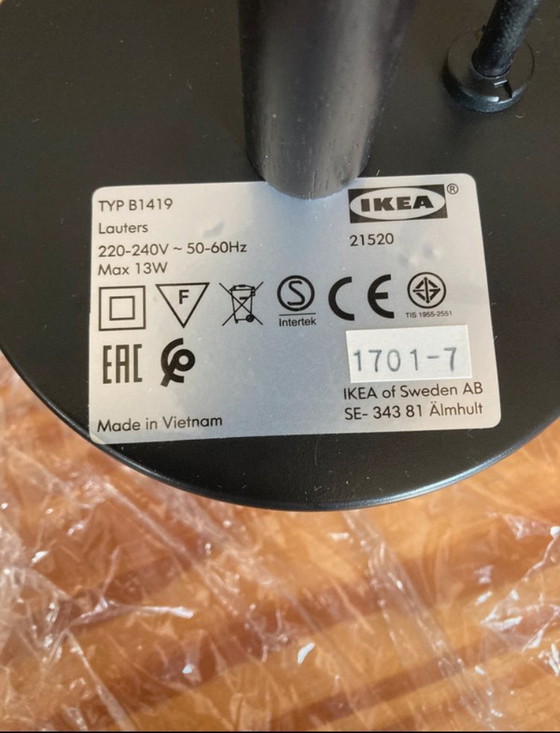 TYP B1419
Lauters
220-240V ~ 50-60Hz
Max 13W
IKEA®
21520
F
S
Intertek
CE
TIS 1955-2551
EAC
1701-7
IKEA of Sweden AB
SE- 343 81 Älmhult
Made in Vietnam